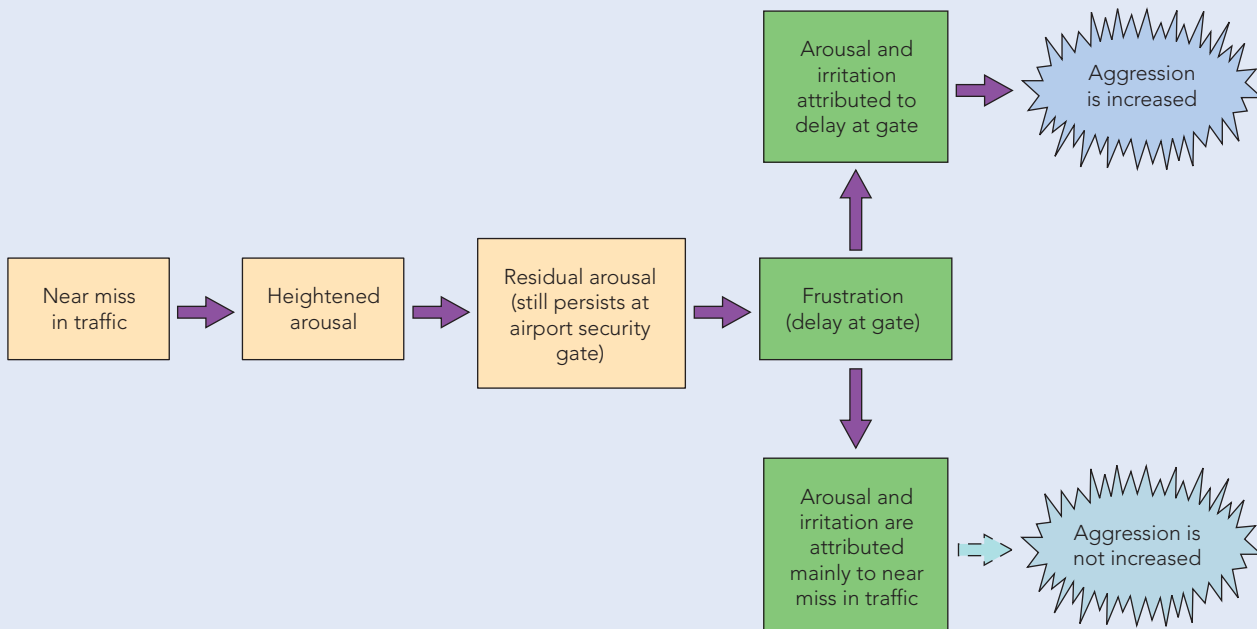 Near miss
in traffic
Heightened
arousal
Residual arousal
(still persists at
airport security
gate)
Frustration
(delay at gate)
Arousal and
irritation
attributed to
delay at gate
Aggression
is increased
Arousal and
irritation are
attributed
mainly to near
miss in traffic
Aggression is
not increased